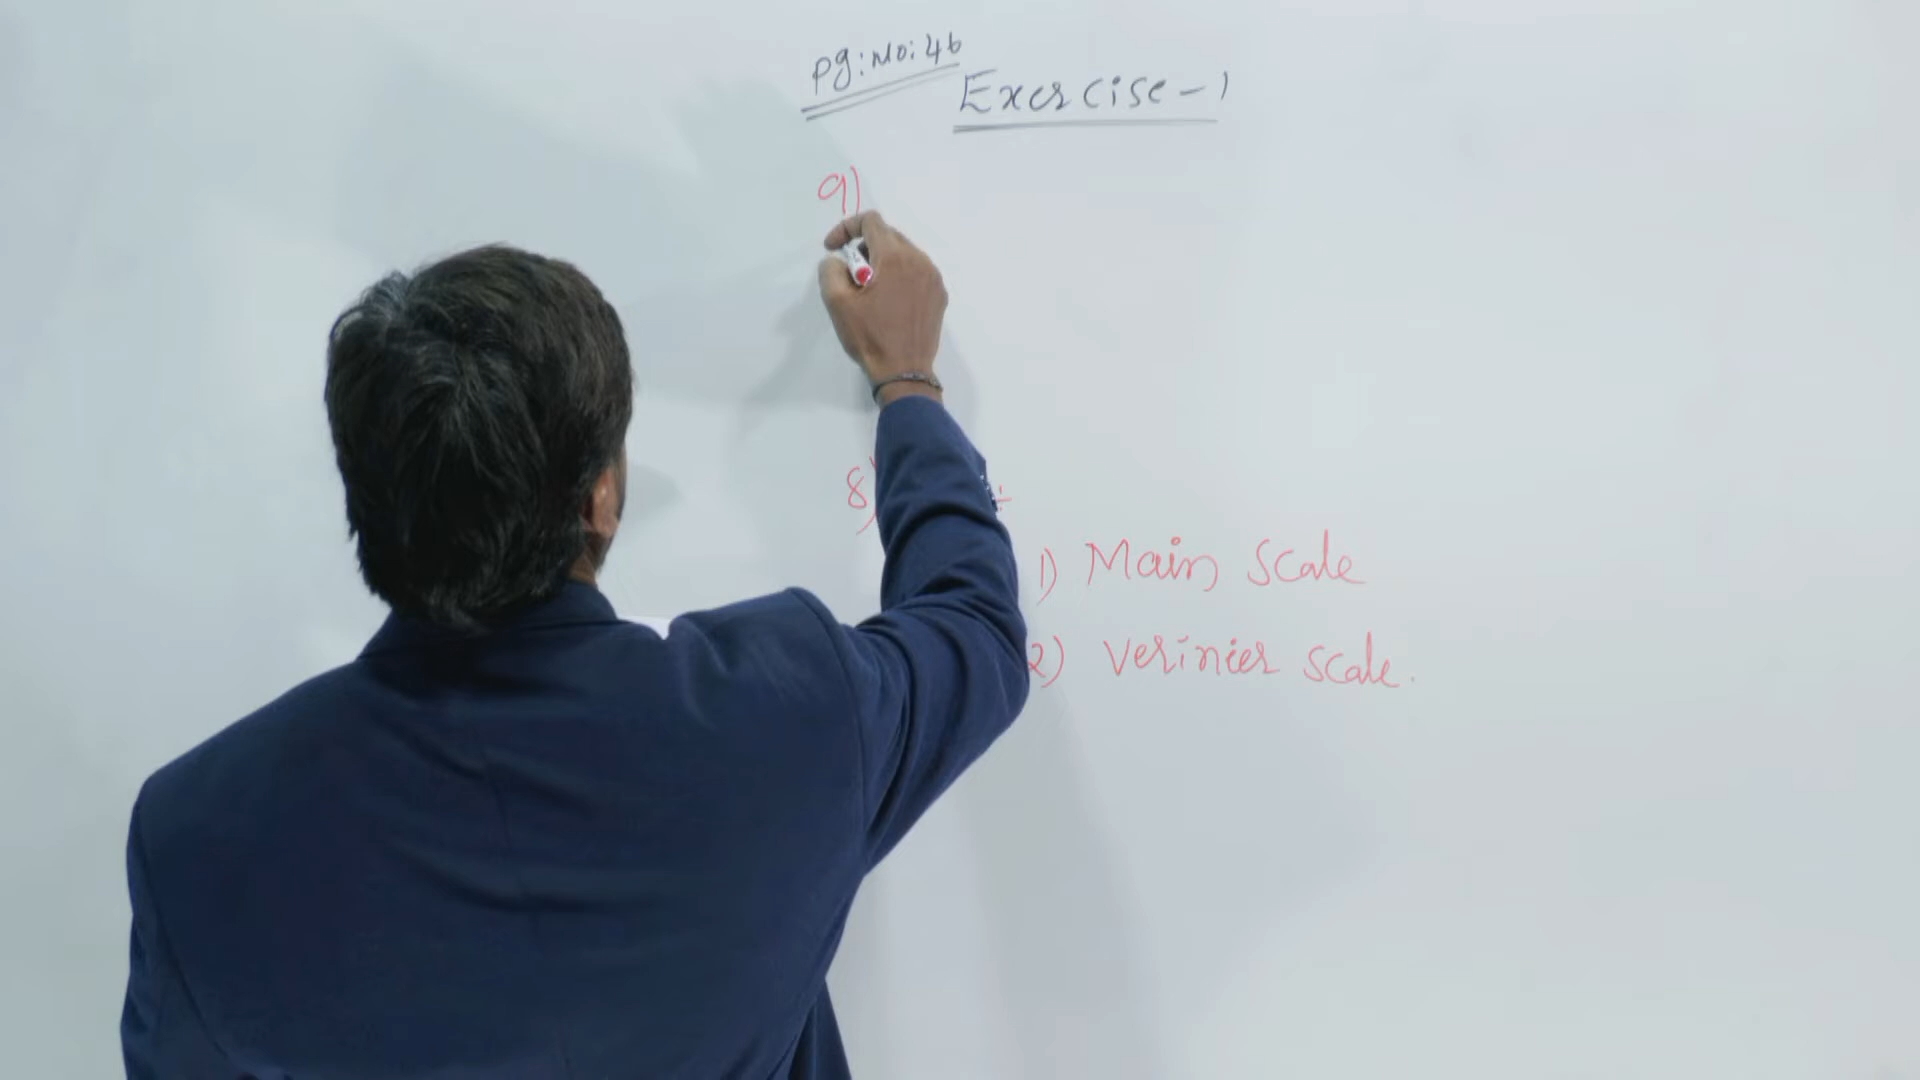 pg:No:46
Exercise-1
9)
8)
1) Main Scale
2) Verinier Scale.